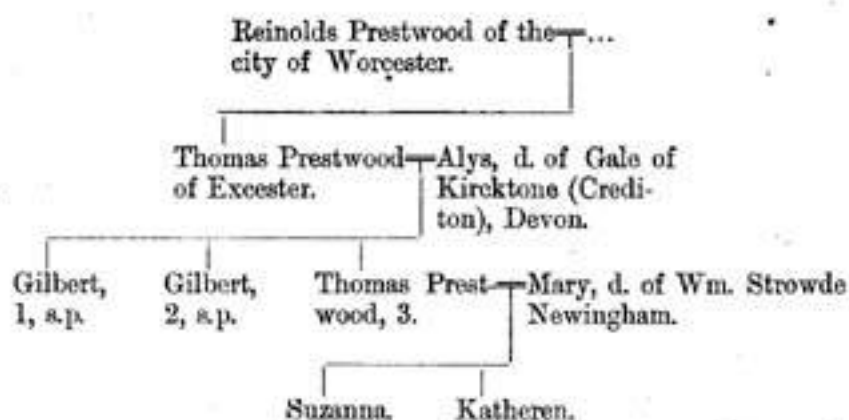 Reinolds Prestwood of the ...
city of Worcester.
Thomas Prestwood
of Excester.
Alys, d. of Gale of
Kircktone (Credi-
ton), Devon.
Gilbert,
1, s.p.
Gilbert,
2, s.p.
Thomas Prest
wood, 3.
Mary, d. of Wm. Strowde
Newingham.
Suzanna.
Katheren.